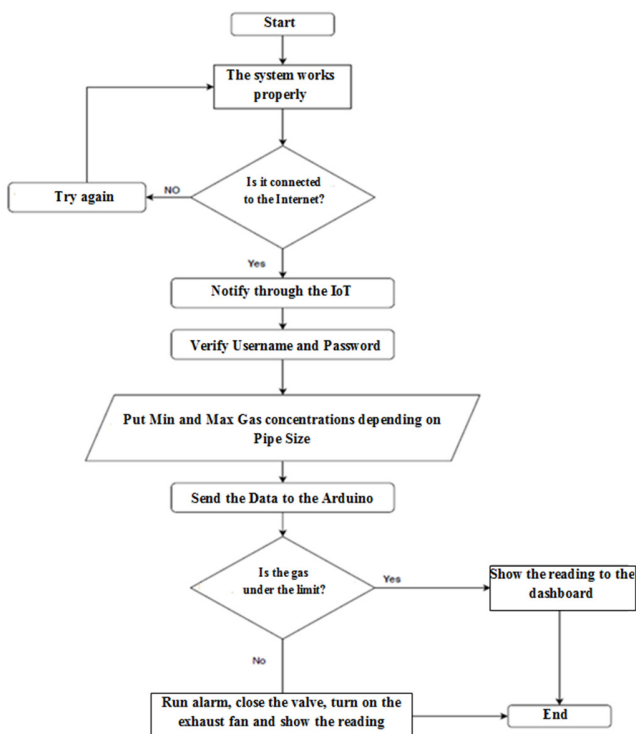 Start
The system works
properly
Is it connected
to the Internet?
NO
Try again
Yes
Notify through the IoT
Verify Username and Password
Put Min and Max Gas concentrations depending on
Pipe Size
Send the Data to the Arduino
Is the gas
under the limit?
Yes
Show the reading to the
dashboard
No
Run alarm, close the valve, turn on the
exhaust fan and show the reading
End